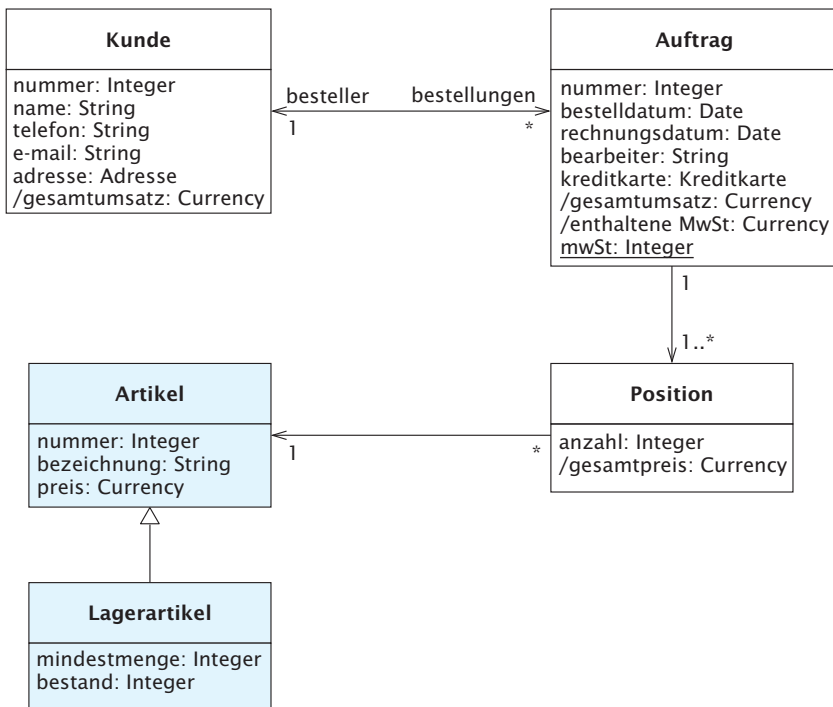 Kunde
nummer: Integer
name: String
telefon: String
e-mail: String
adresse: Adresse
/gesamtumsatz: Currency
besteller
bestellungen
1
*
Auftrag
nummer: Integer
bestelldatum: Date
rechnungsdatum: Date
bearbeiter: String
kreditkarte: Kreditkarte
/gesamtumsatz: Currency
/enthaltene MwSt: Currency
mwSt: Integer
1
1..*
Artikel
nummer: Integer
bezeichnung: String
preis: Currency
1
*
Position
anzahl: Integer
/gesamtpreis: Currency
Lagerartikel
mindestmenge: Integer
bestand: Integer